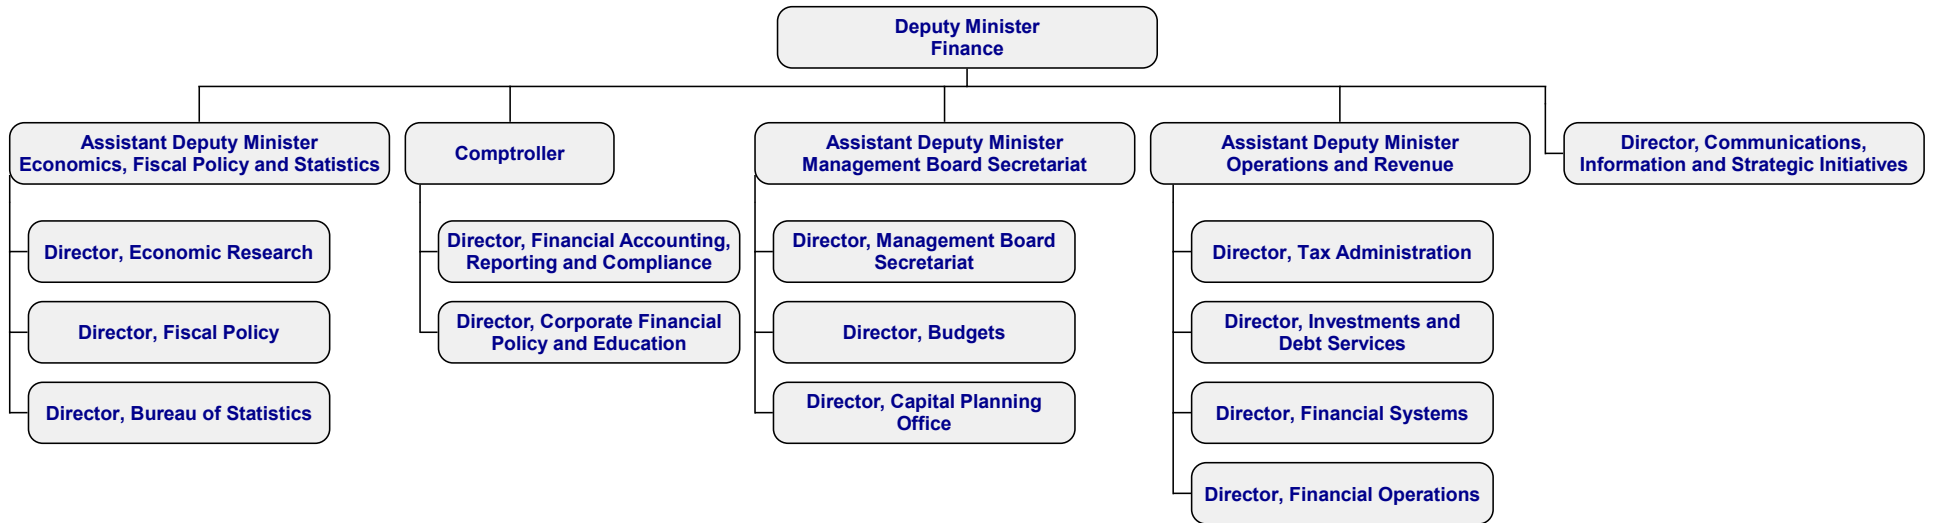 Deputy Minister
Finance
Assistant Deputy Minister
Economics, Fiscal Policy and Statistics
Comptroller
Assistant Deputy Minister
Management Board Secretariat
Assistant Deputy Minister
Operations and Revenue
Director, Communications,
Information and Strategic Initiatives
Director, Economic Research
Director, Fiscal Policy
Director, Bureau of Statistics
Director, Financial Accounting,
Reporting and Compliance
Director, Corporate Financial
Policy and Education
Director, Management Board
Secretariat
Director, Budgets
Director, Capital Planning
Office
Director, Tax Administration
Director, Investments and
Debt Services
Director, Financial Systems
Director, Financial Operations